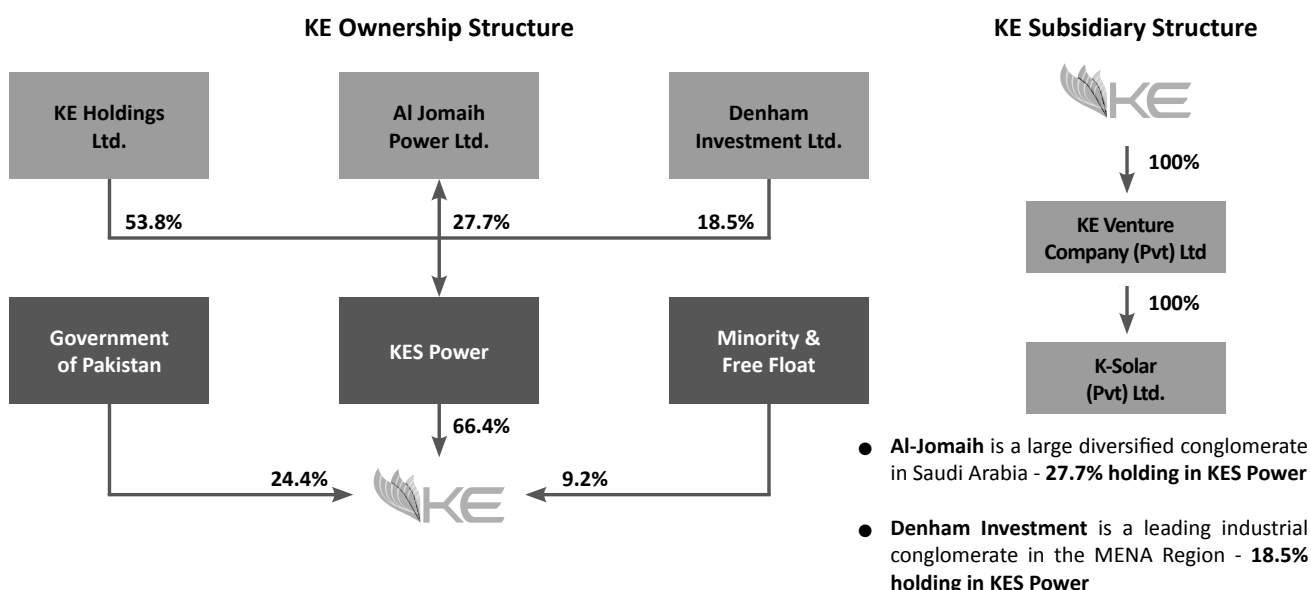 KE Ownership Structure
KE Holdings
Ltd.
Al Jomaih
Power Ltd.
Denham
Investment Ltd.
53.8%
27.7%
18.5%
Government
of Pakistan
KES Power
Minority &
Free Float
66.4%
24.4%
KE
9.2%
KE Subsidiary Structure
KE
100%
KE Venture
Company (Pvt) Ltd
100%
K-Solar
(Pvt) Ltd.
● Al-Jomaih is a large diversified conglomerate
in Saudi Arabia - 27.7% holding in KES Power
● Denham Investment is a leading industrial
conglomerate in the MENA Region - 18.5%
holding in KES Power